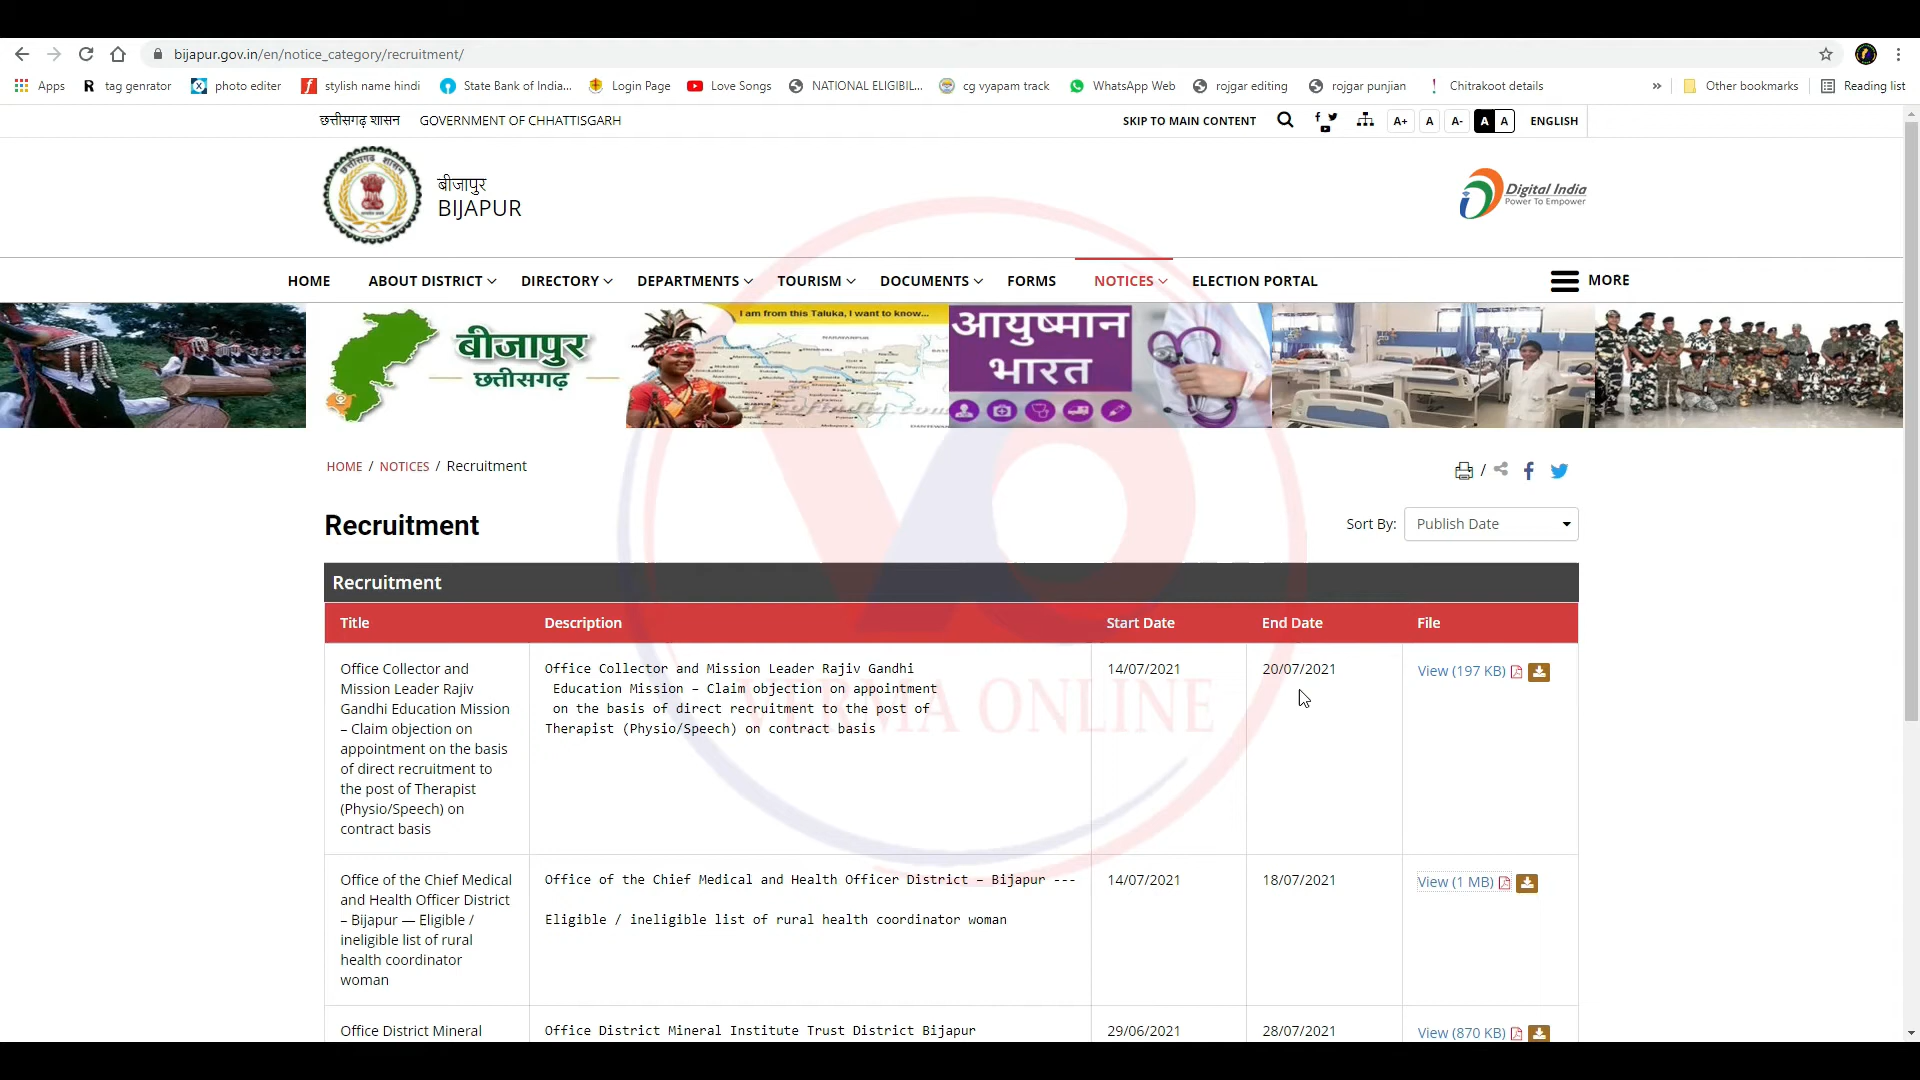 bijapur.gov.in/en/notice_category/recruitment/
Apps tag genrator photo editer stylish name hindi State Bank of India... Login Page Love Songs NATIONAL ELIGIBIL... cg vyapam track WhatsApp Web rojgar editing rojgar punjian Chitrakoot details » Other bookmarks Reading list
छत्तीसगढ़ शासन GOVERNMENT OF CHHATTISGARH SKIP TO MAIN CONTENT A+ A A- A A ENGLISH
बीजापुर
BIJAPUR
Digital India
Power To Empower
HOME ABOUT DISTRICT DIRECTORY DEPARTMENTS TOURISM DOCUMENTS FORMS NOTICES ELECTION PORTAL MORE
I am from this Taluka, I want to know...
बीजापुर
छत्तीसगढ़
आयुष्मान
भारत
HOME / NOTICES / Recruitment /
Recruitment Sort By: Publish Date
Recruitment
Title Description Start Date End Date File
Office Collector and
Mission Leader Rajiv
Gandhi Education Mission
– Claim objection on
appointment on the basis
of direct recruitment to
the post of Therapist
(Physio/Speech) on
contract basis
Office Collector and Mission Leader Rajiv Gandhi
Education Mission – Claim objection on appointment
on the basis of direct recruitment to the post of
Therapist (Physio/Speech) on contract basis
14/07/2021 20/07/2021 View (197 KB)
VERMA ONLINE
Office of the Chief Medical
and Health Officer District
– Bijapur — Eligible /
ineligible list of rural
health coordinator
woman
Office of the Chief Medical and Health Officer District – Bijapur ---
Eligible / ineligible list of rural health coordinator woman
14/07/2021 18/07/2021 View (1 MB)
Office District Mineral Office District Mineral Institute Trust District Bijapur 29/06/2021 28/07/2021 View (870 KB)